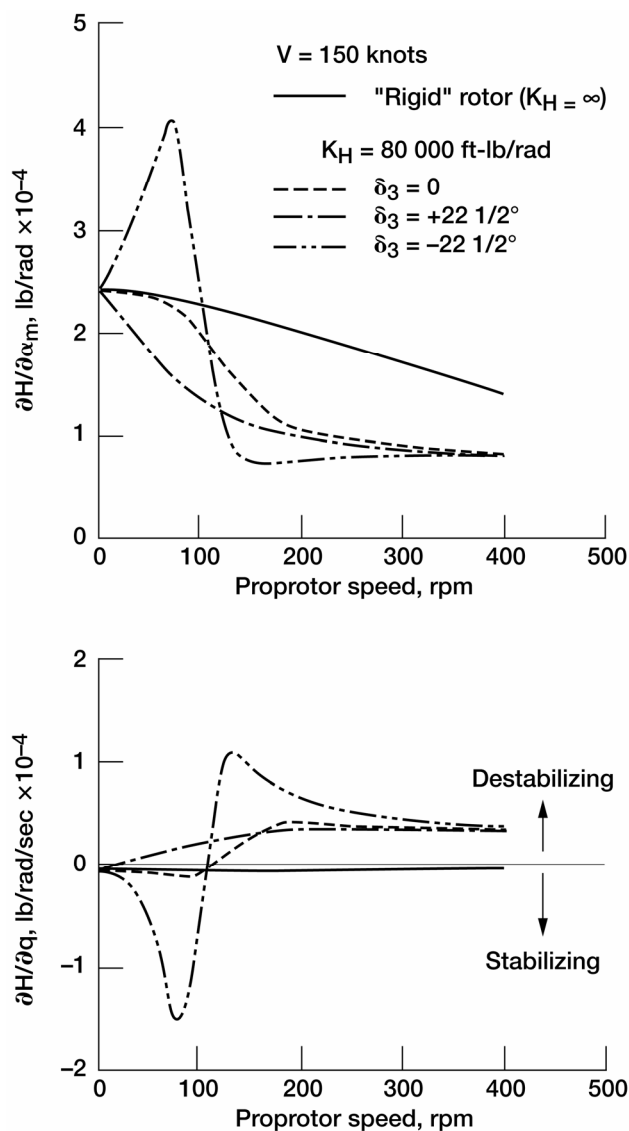 5
V = 150 knots
"Rigid" rotor (K_H = ∞)
4
K_H = 80 000 ft-lb/rad
δ₃ = 0
δ₃ = +22 1/2°
δ₃ = –22 1/2°
3
∂H/∂α_m, lb/rad ×10⁻⁴
2
1
0
0 100 200 300 400 500
Proprotor speed, rpm
2
1
Destabilizing
∂H/∂q, lb/rad/sec ×10⁻⁴
0
Stabilizing
–1
–2
0 100 200 300 400 500
Proprotor speed, rpm